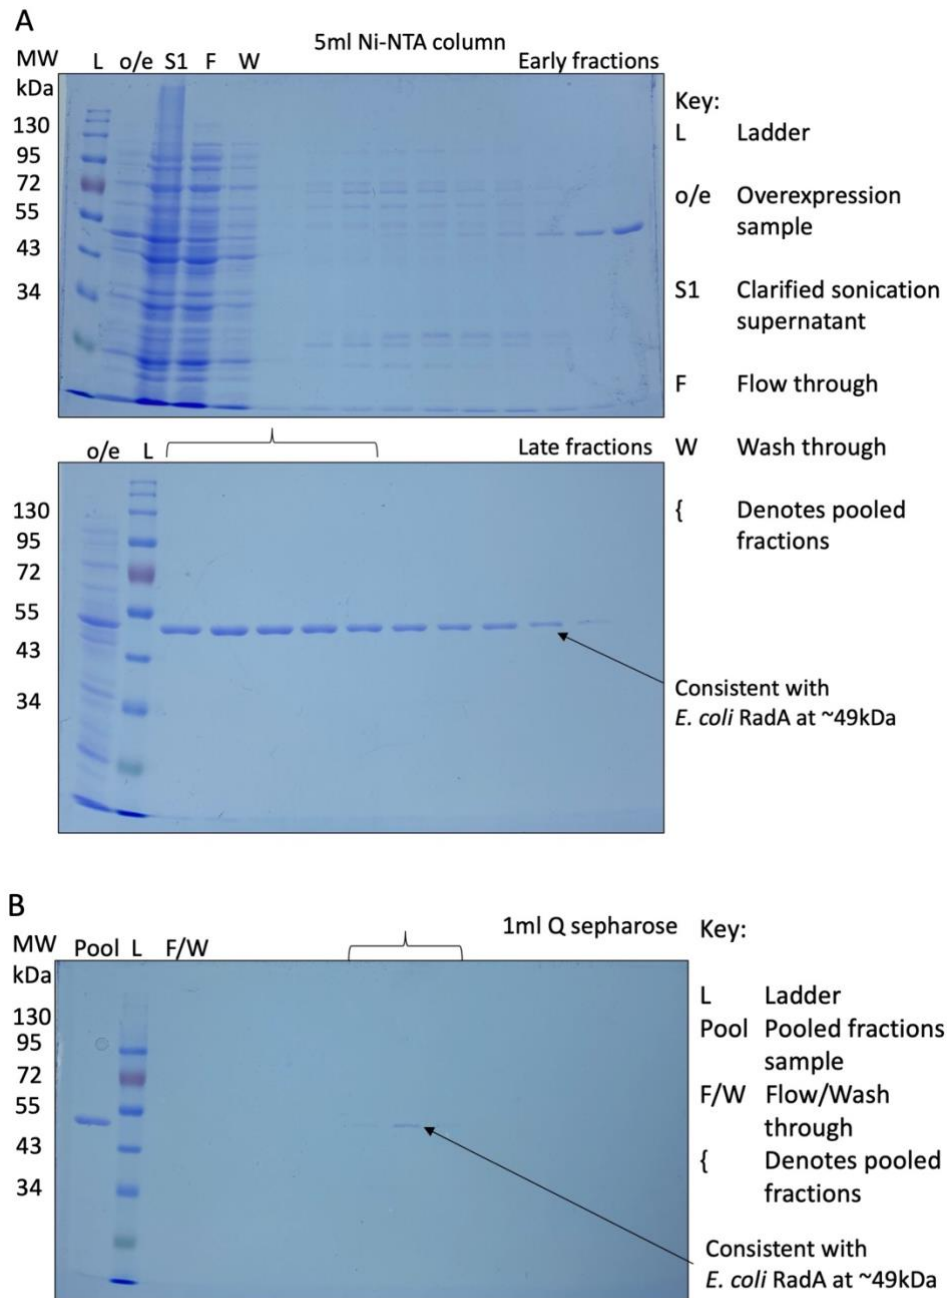 A
5ml Ni-NTA column
MW L o/e S1 F W Early fractions
kDa
130
95
72
55
43
34
Key:
L Ladder
o/e Overexpression
sample
S1 Clarified sonication
supernatant
F Flow through
W Wash through
{ Denotes pooled
fractions
o/e L Late fractions
130
95
72
55
43
34
Consistent with
E. coli RadA at ~49kDa
B
1ml Q sepharose
MW Pool L F/W
kDa
130
95
72
55
43
34
Key:
L Ladder
Pool Pooled fractions
sample
F/W Flow/Wash
through
{ Denotes pooled
fractions
Consistent with
E. coli RadA at ~49kDa